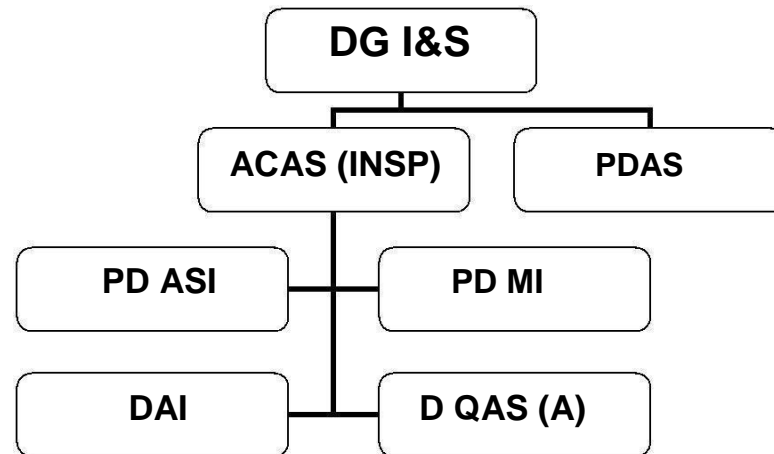 DG I&S
ACAS (INSP)
PDAS
PD ASI
PD MI
DAI
D QAS (A)